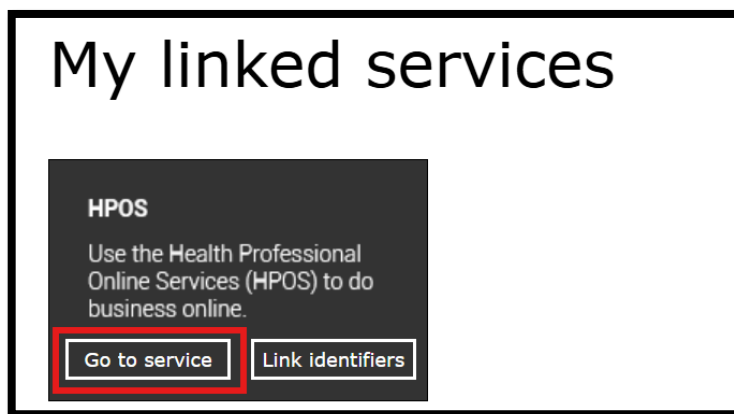 My linked services
HPOS
Use the Health Professional
Online Services (HPOS) to do
business online.
Go to service
Link identifiers